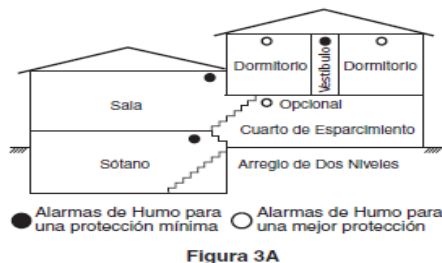 Dormitorio
Vestíbulo
Dormitorio
Sala
Opcional
Cuarto de Esparcimiento
Sótano
Arreglo de Dos Niveles
Alarmas de Humo para una protección mínima
Alarmas de Humo para una mejor protección
Figura 3A